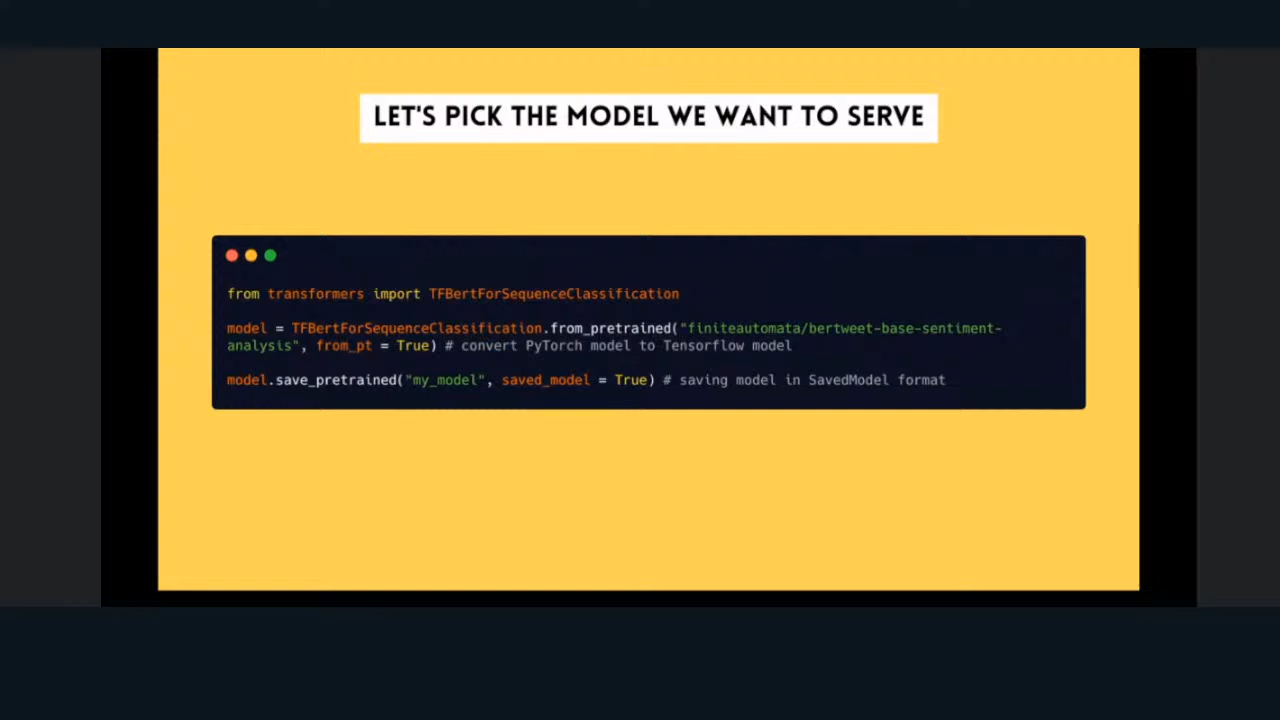 LET'S PICK THE MODEL WE WANT TO SERVE
from transformers import TFBertForSequenceClassification
model = TFBertForSequenceClassification.from_pretrained("finiteautomata/bertweet-base-sentiment-
analysis", from_pt = True) # convert PyTorch model to Tensorflow model
model.save_pretrained("my_model", saved_model = True) # saving model in SavedModel format